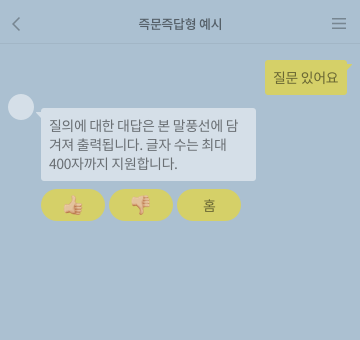 즉문즉답형 예시
질문 있어요
질의에 대한 대답은 본 말풍선에 담
겨져 출력됩니다. 글자 수는 최대
400자까지 지원합니다.
홈